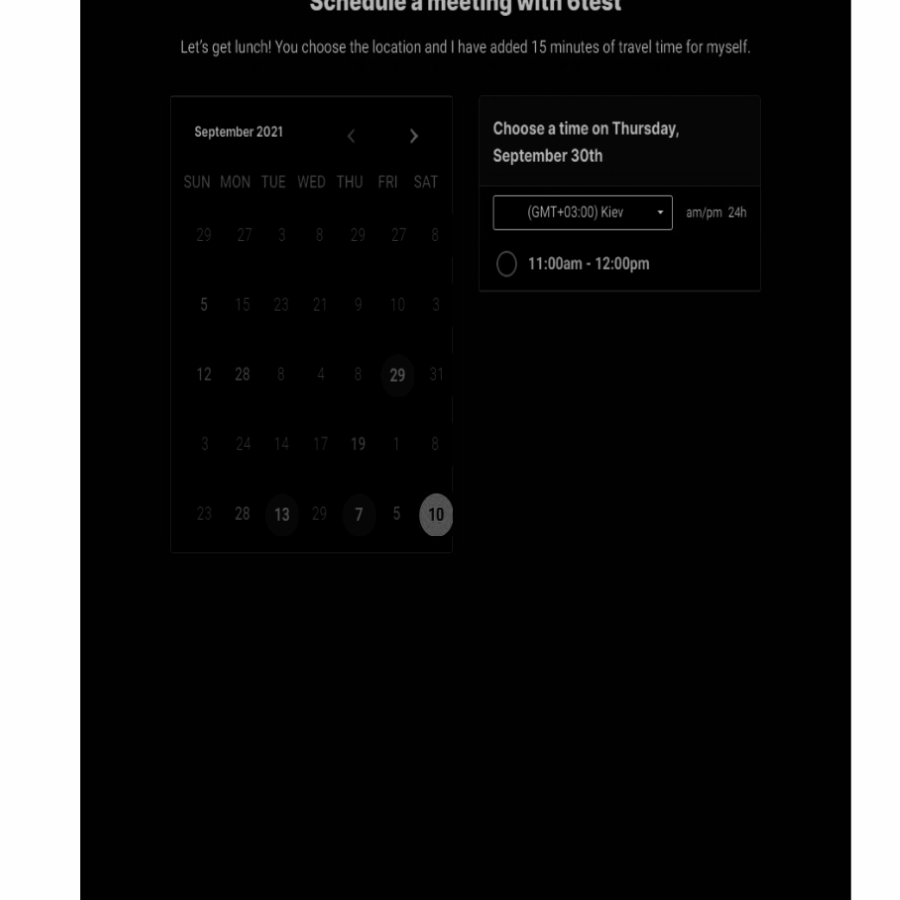 Schedule a meeting with 6test
Let's get lunch! You choose the location and I have added 15 minutes of travel time for myself.
September 2021
SUN MON TUE WED THU FRI SAT
29 27 3 8 29 27 8
5 15 23 21 9 10 3
12 28 8 4 8 29 31
3 24 14 17 19 1 8
23 28 13 29 7 5 10
Choose a time on Thursday,
September 30th
(GMT+03:00) Kiev
am/pm 24h
11:00am - 12:00pm